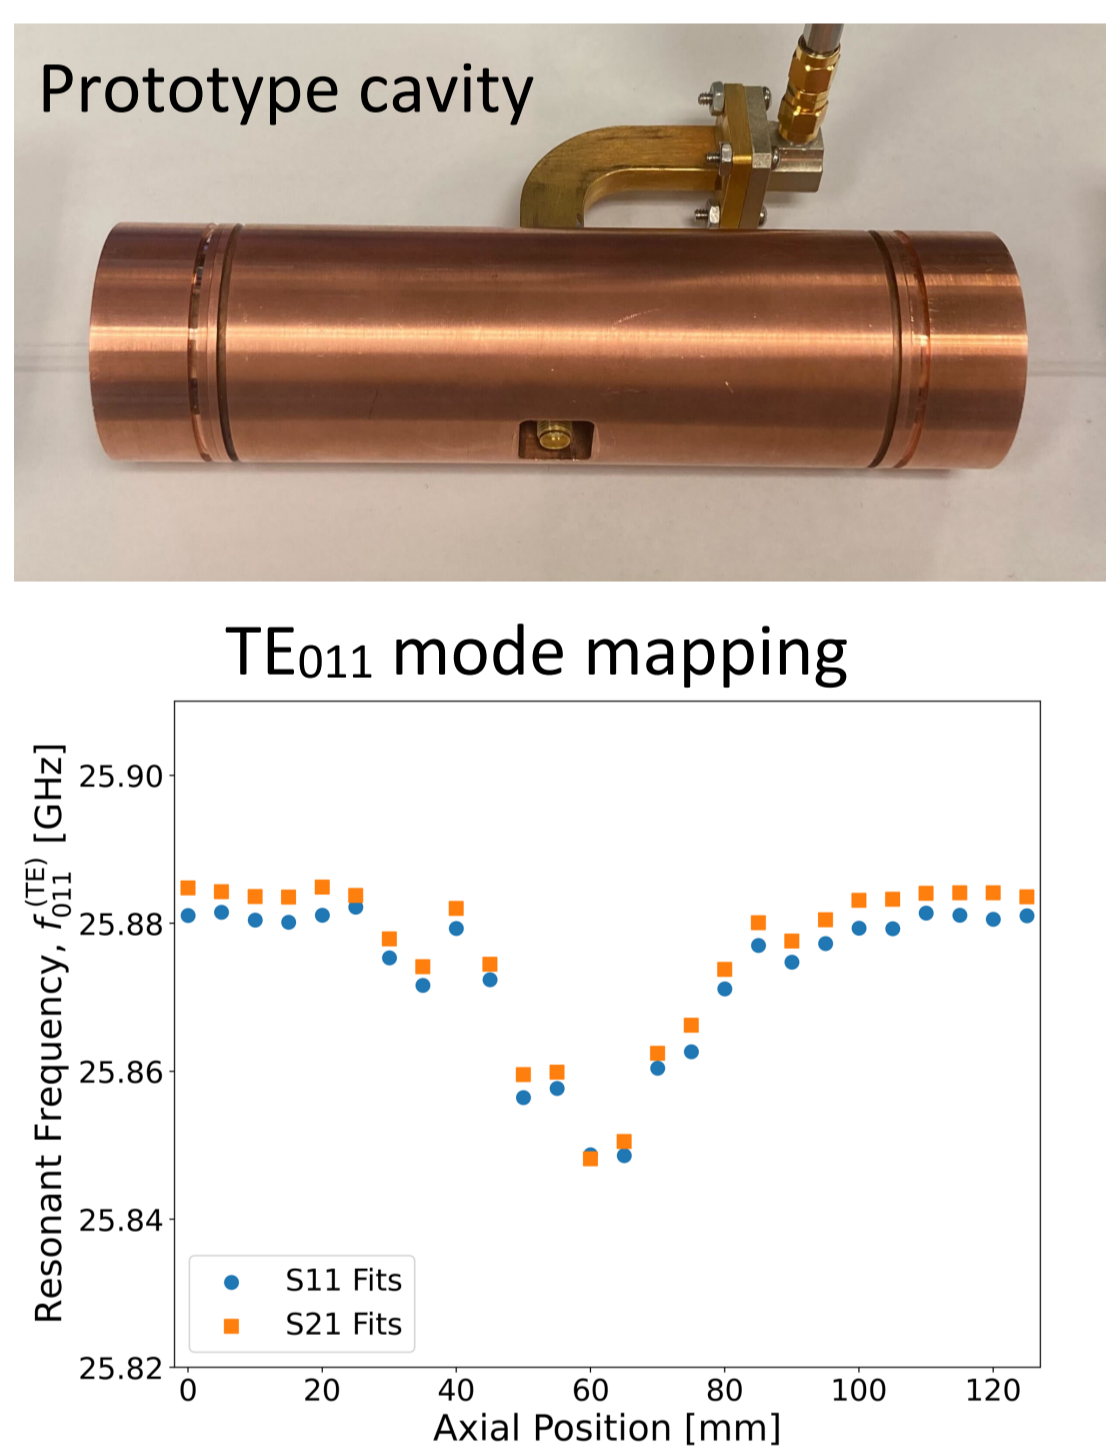 Prototype cavity
TE₀₁₁ mode mapping
Resonant Frequency, f₀₁₁^(TE) [GHz]
25.90
25.88
25.86
25.84
25.82
S11 Fits
S21 Fits
0 20 40 60 80 100 120
Axial Position [mm]